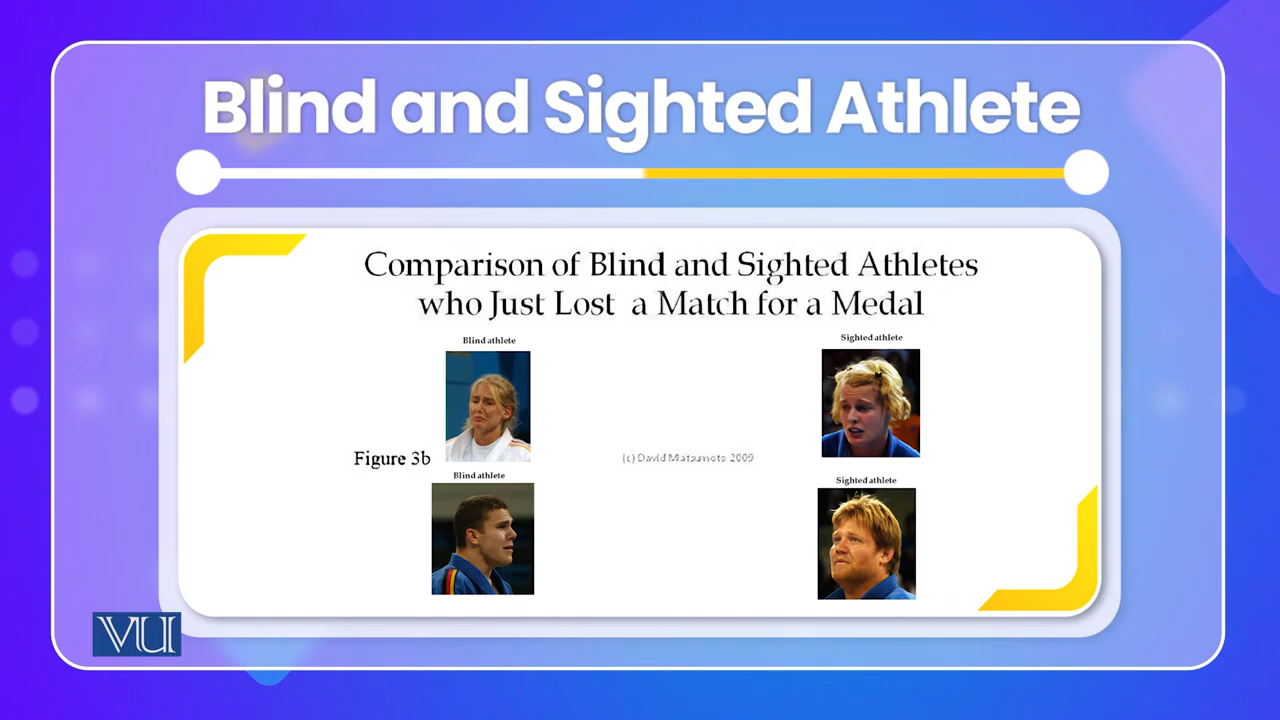 Blind and Sighted Athlete
Comparison of Blind and Sighted Athletes
who Just Lost a Match for a Medal
Blind athlete
Sighted athlete
Figure 3b
(c) David Matsumoto 2009
Blind athlete
Sighted athlete
VU